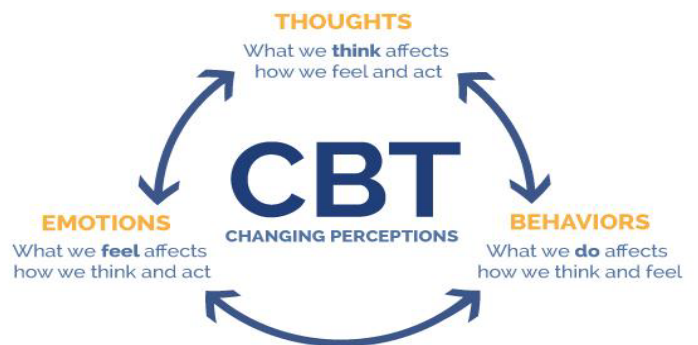 THOUGHTS
What we think affects
how we feel and act
CBT
CHANGING PERCEPTIONS
EMOTIONS
What we feel affects
how we think and act
BEHAVIORS
What we do affects
how we think and feel